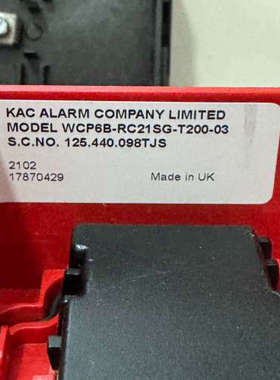 KAC ALARM COMPANY LIMITED
MODEL WCP6B-RC21SG-T200-03
S.C.NO. 125.440.098TJS
2102
17870429 Made in UK